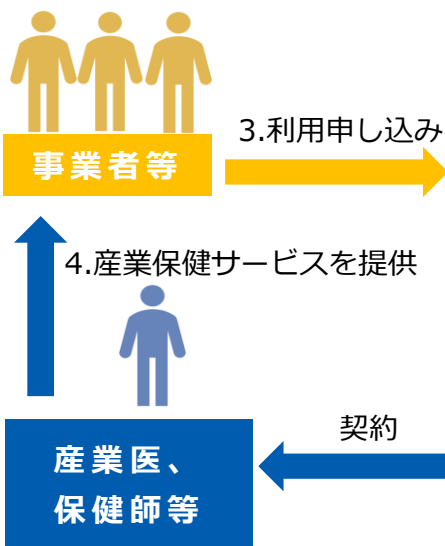 3.利用申し込み
事業者等
4.産業保健サービスを提供
契約
産業医、
保健師等